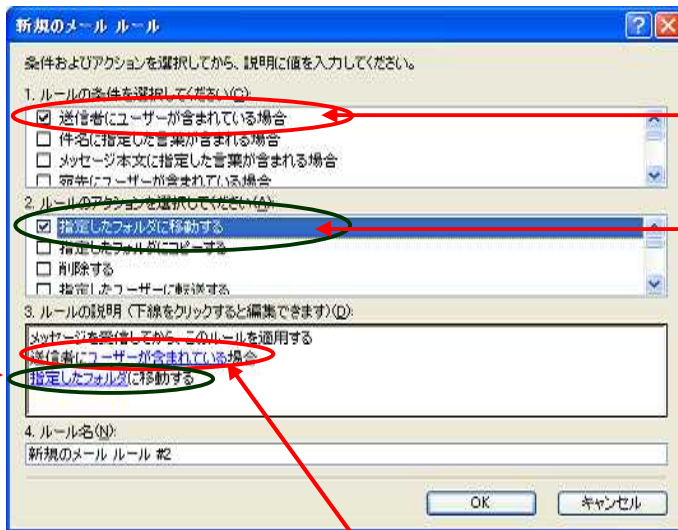 新規のメール ルール
条件およびアクションを選択してから、説明に値を入力してください。
1. ルールの条件を選択してください(C):
送信者にユーザーが含まれている場合
件名に指定した言葉が含まれる場合
メッセージ本文に指定した言葉が含まれる場合
宛先にユーザーが含まれている場合
2. ルールのアクションを選択してください(A):
指定したフォルダに移動する
指定したフォルダにコピーする
削除する
指定したユーザーに転送する
3. ルールの説明 (下線をクリックすると編集できます)(D):
メッセージを受信してから、このルールを適用する
送信者にユーザーが含まれている場合
指定したフォルダに移動する
4. ルール名(N):
新規のメール ルール #2
OK
キャンセル